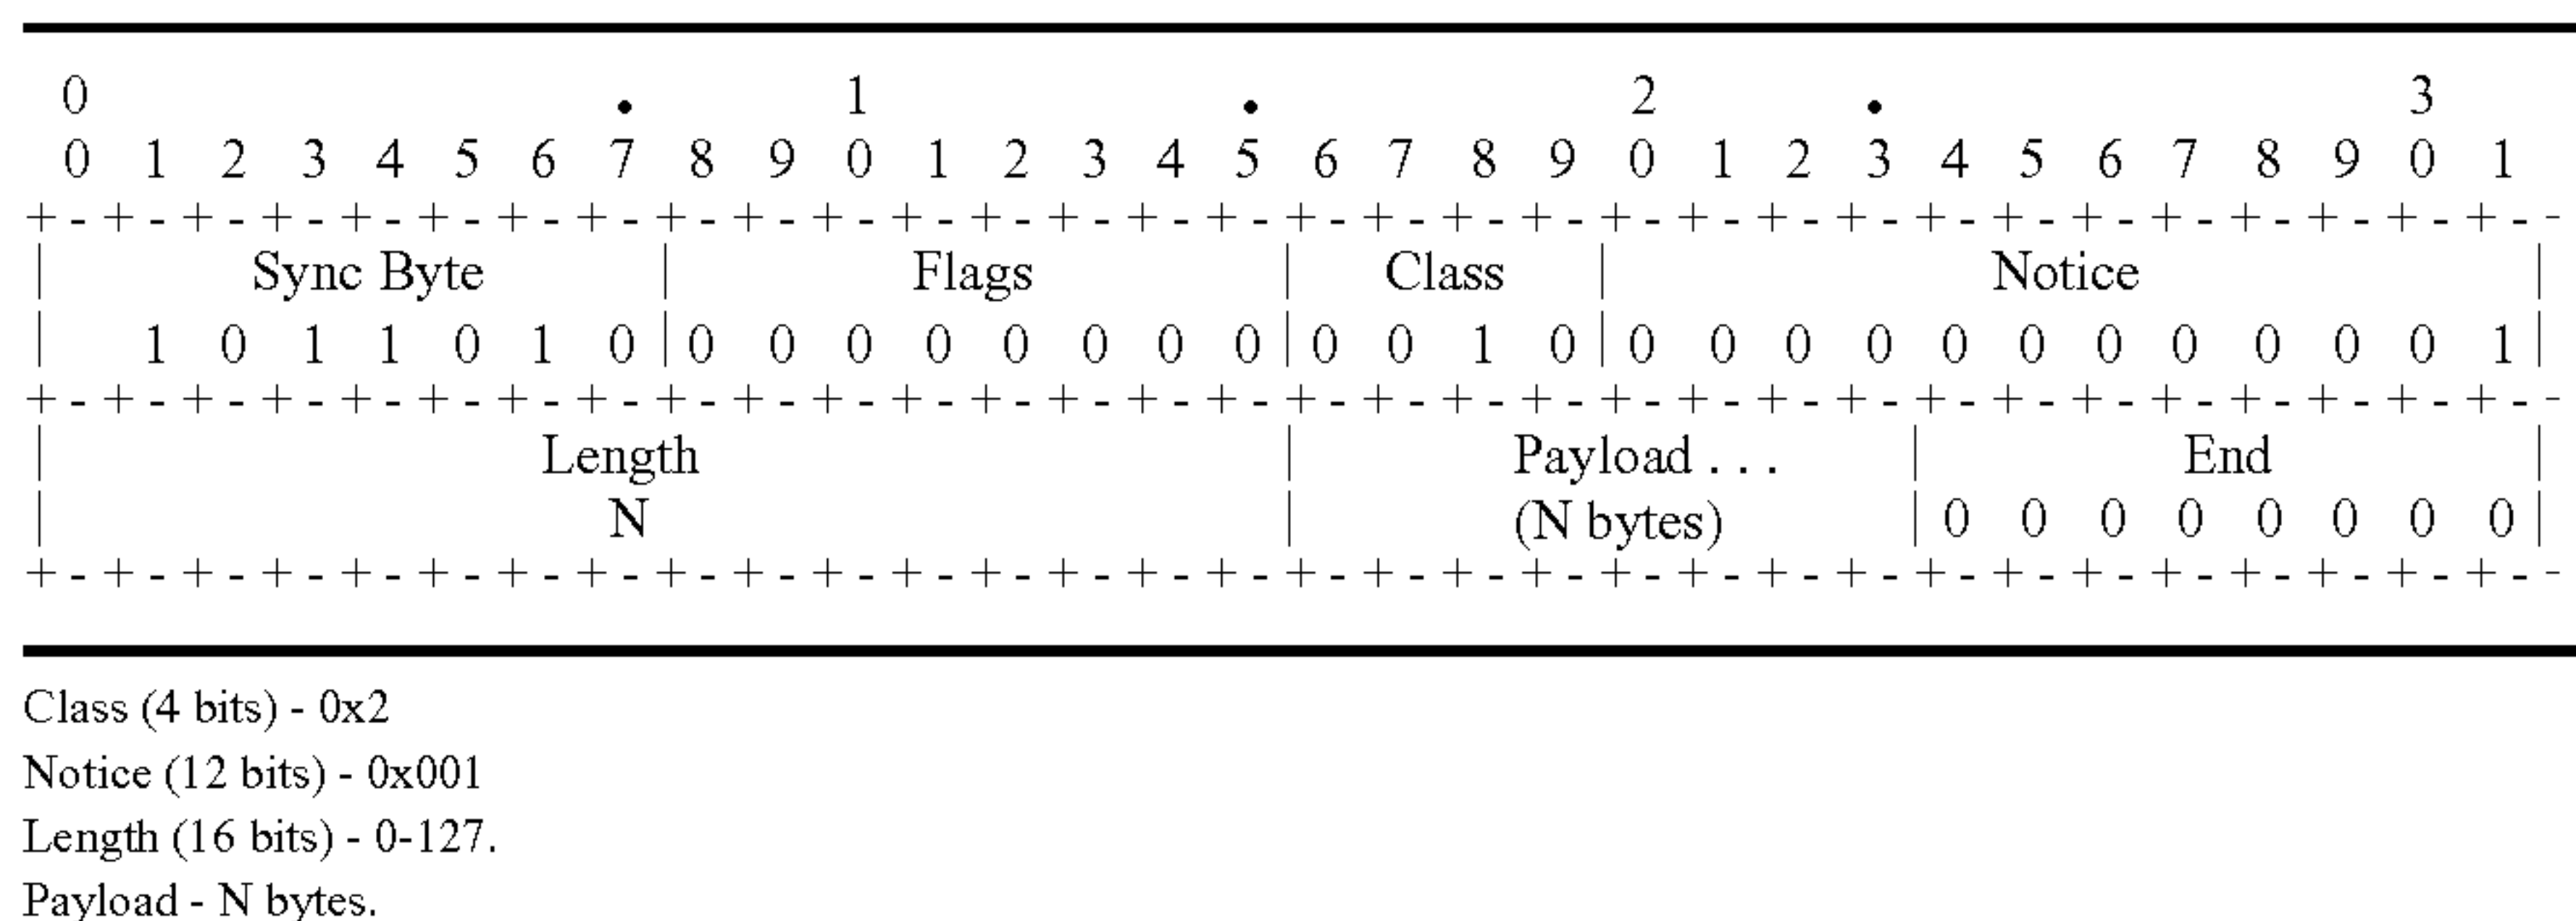 0 . 1 . 2 . 3
0 1 2 3 4 5 6 7 8 9 0 1 2 3 4 5 6 7 8 9 0 1 2 3 4 5 6 7 8 9 0 1
+-+-+-+-+-+-+-+-+-+-+-+-+-+-+-+-+-+-+-+-+-+-+-+-+-+-+-+-+-+-+-+--
| Sync Byte | Flags | Class | Notice |
| 1 0 1 1 0 1 0 |0 0 0 0 0 0 0 0|0 0 1 0|0 0 0 0 0 0 0 0 0 0 0 1|
+-+-+-+-+-+-+-+-+-+-+-+-+-+-+-+-+-+-+-+-+-+-+-+-+-+-+-+-+-+-+-+--
| Length | Payload . . . | End |
| N | (N bytes) |0 0 0 0 0 0 0 0|
+-+-+-+-+-+-+-+-+-+-+-+-+-+-+-+-+-+-+-+-+-+-+-+-+-+-+-+-+-+-+-+--
Class (4 bits) - 0x2
Notice (12 bits) - 0x001
Length (16 bits) - 0-127.
Payload - N bytes.